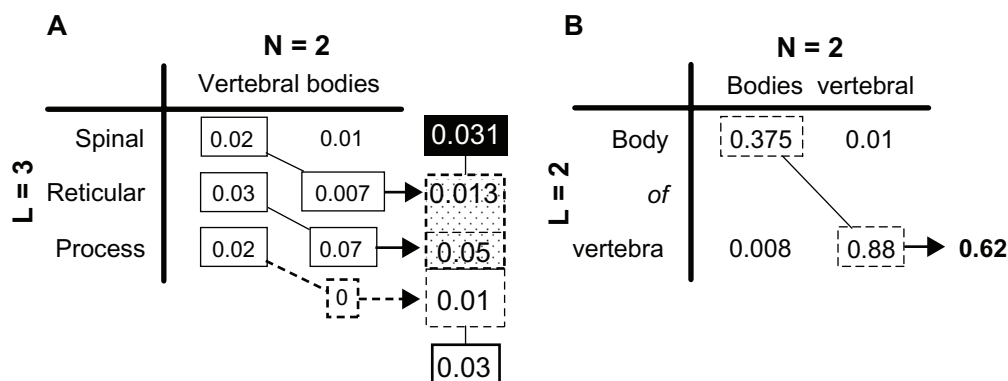 A
N = 2
Vertebral bodies
L = 3
Spinal 0.02 0.01 0.031
Reticular 0.03 0.007 0.013
Process 0.02 0.07 0.05
0 0.01
0.03
B
N = 2
Bodies vertebral
L = 2
Body 0.375 0.01
of
vertebra 0.008 0.88 0.62